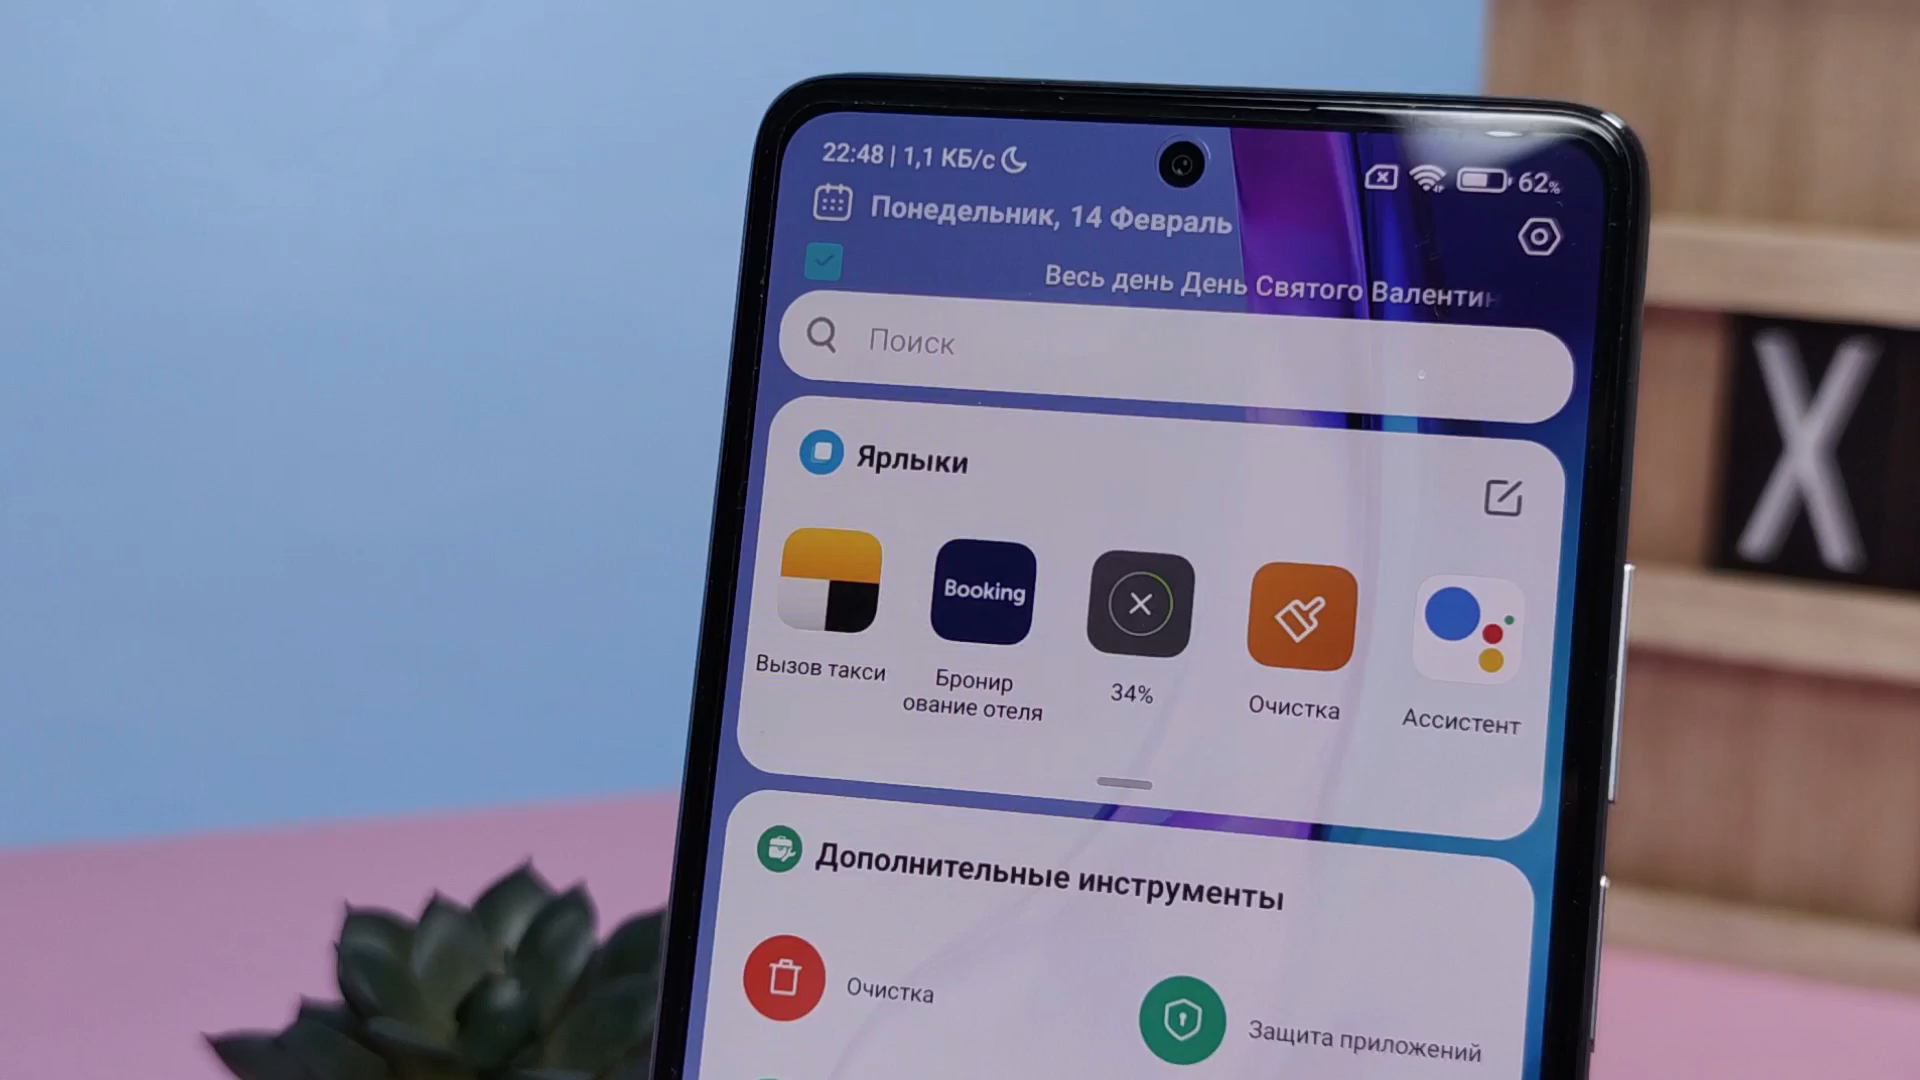 22:48 | 1,1 КБ/с
62%
Понедельник, 14 Февраль
Весь день День Святого Валентин
Поиск
Ярлыки
Booking
Вызов такси
Бронир
ование отеля
34%
Очистка
Ассистент
Дополнительные инструменты
Очистка
Защита приложений
X